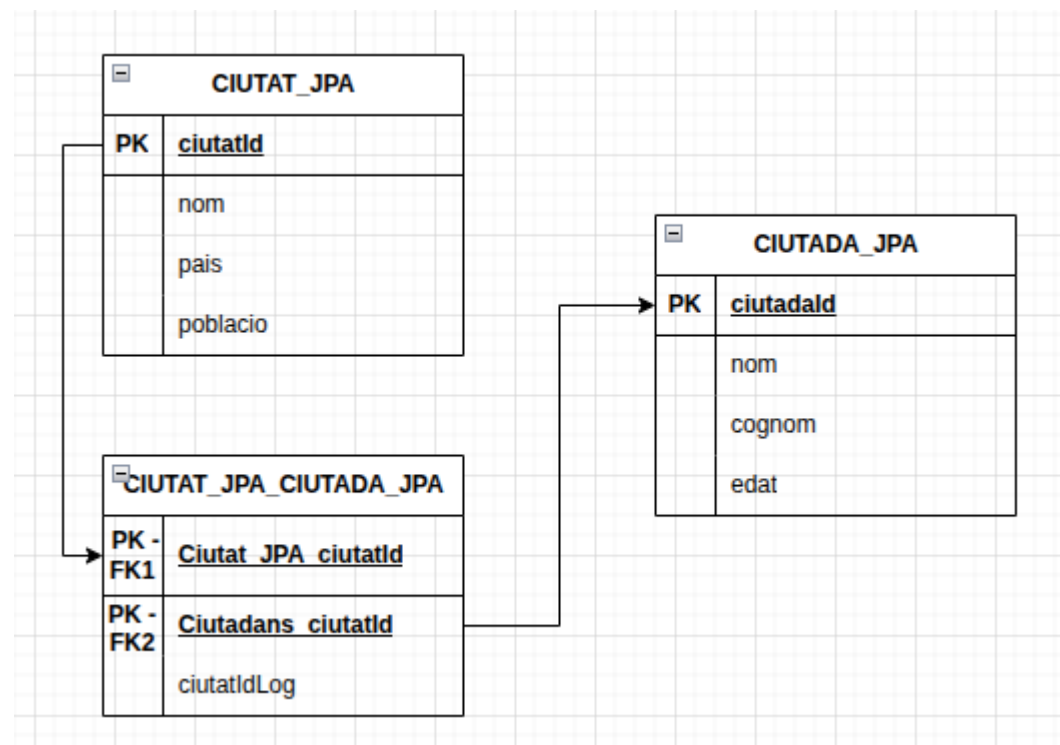 CIUTAT_JPA
PK ciutatId
nom
pais
poblacio
CIUTADA_JPA
PK ciutadaId
nom
cognom
edat
CIUTAT_JPA_CIUTADA_JPA
PK -
FK1
Ciutat_JPA_ciutatId
PK -
FK2
Ciutadans_ciutatId
ciutatIdLog